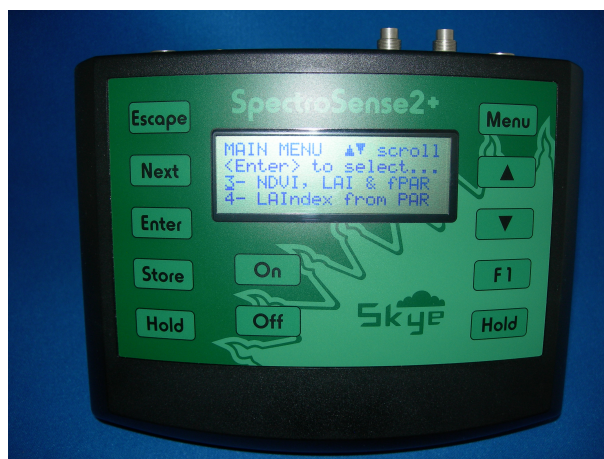 SpectroSense2+
Escape
Next
Enter
Store
Hold
MAIN MENU ▲▼ scroll
<Enter> to select...
3- NDVI, LAI & fPAR
4- LAIndex from PAR
On
Off
Skye
Menu
▲
▼
F1
Hold